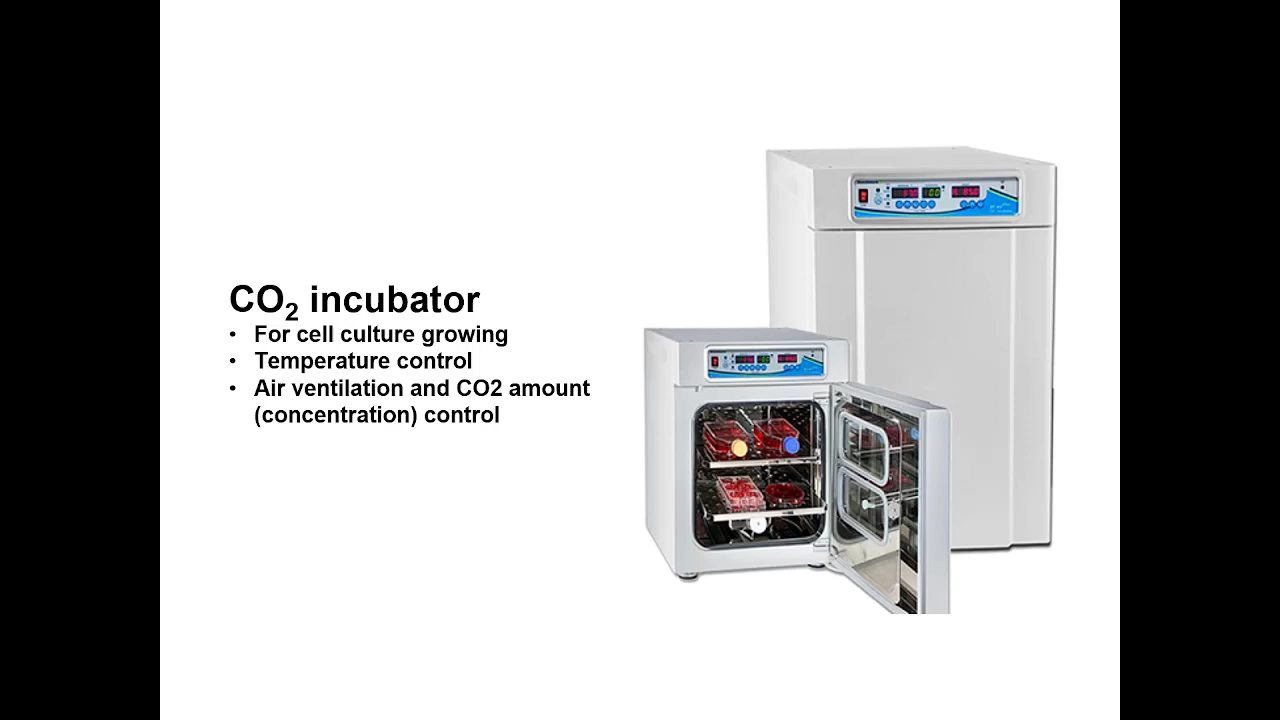 CO₂ incubator
• For cell culture growing
• Temperature control
• Air ventilation and CO2 amount
(concentration) control